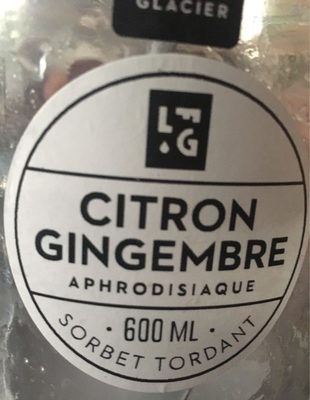 GLACIER
LFG
CITRON
GINGEMBRE
APHRODISIAQUE
· 600 ML ·
SORBET TORDANT